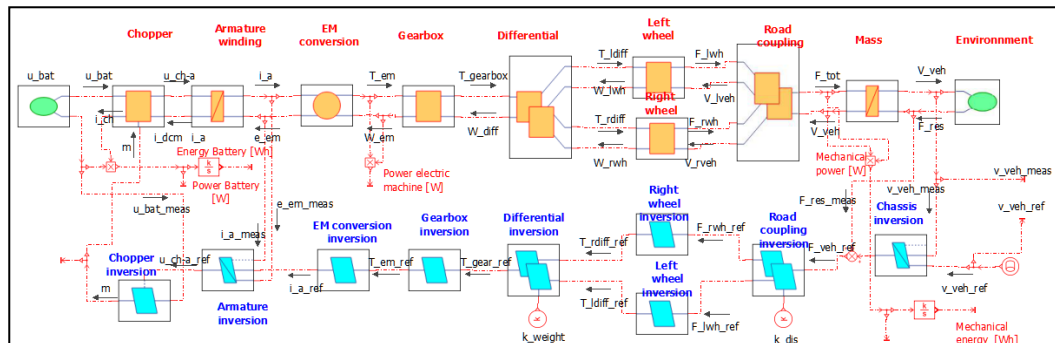 Chopper
Armature
winding
EM
conversion
Gearbox
Differential
Left
wheel
Road
coupling
Mass
Environnment
u_bat
u_bat
u_ch-a
i_a
T_em
T_gearbox
T_ldiff
F_lwh
F_tot
V_veh
W_lwh
V_lveh
Right
wheel
i_ch
i_dcm
i_a
e_em
W_em
W_diff
T_rdiff
F_rwh
V_veh
F_res
m
W_rwh
V_rveh
Energy Battery [Wh]
k
s
Power Battery
[W]
Power electric
machine [W]
Mechanical
power [W]
v_veh_meas
u_bat_meas
e_em_meas
F_res_meas
v_veh_meas
v_veh_ref
Right
wheel
inversion
Chassis
inversion
i_a_meas
EM conversion
inversion
Gearbox
inversion
Differential
inversion
Road
coupling
inversion
F_rwh_ref
T_rdiff_ref
F_veh_ref
Chopper
inversion
u_ch-a_ref
T_em_ref
T_gear_ref
i_a_ref
Left
wheel
inversion
v_veh_ref
m
Armature
inversion
T_ldiff_ref
F_lwh_ref
k
s
K
k_weight
K
k_dis
Mechanical
energy [Wh]